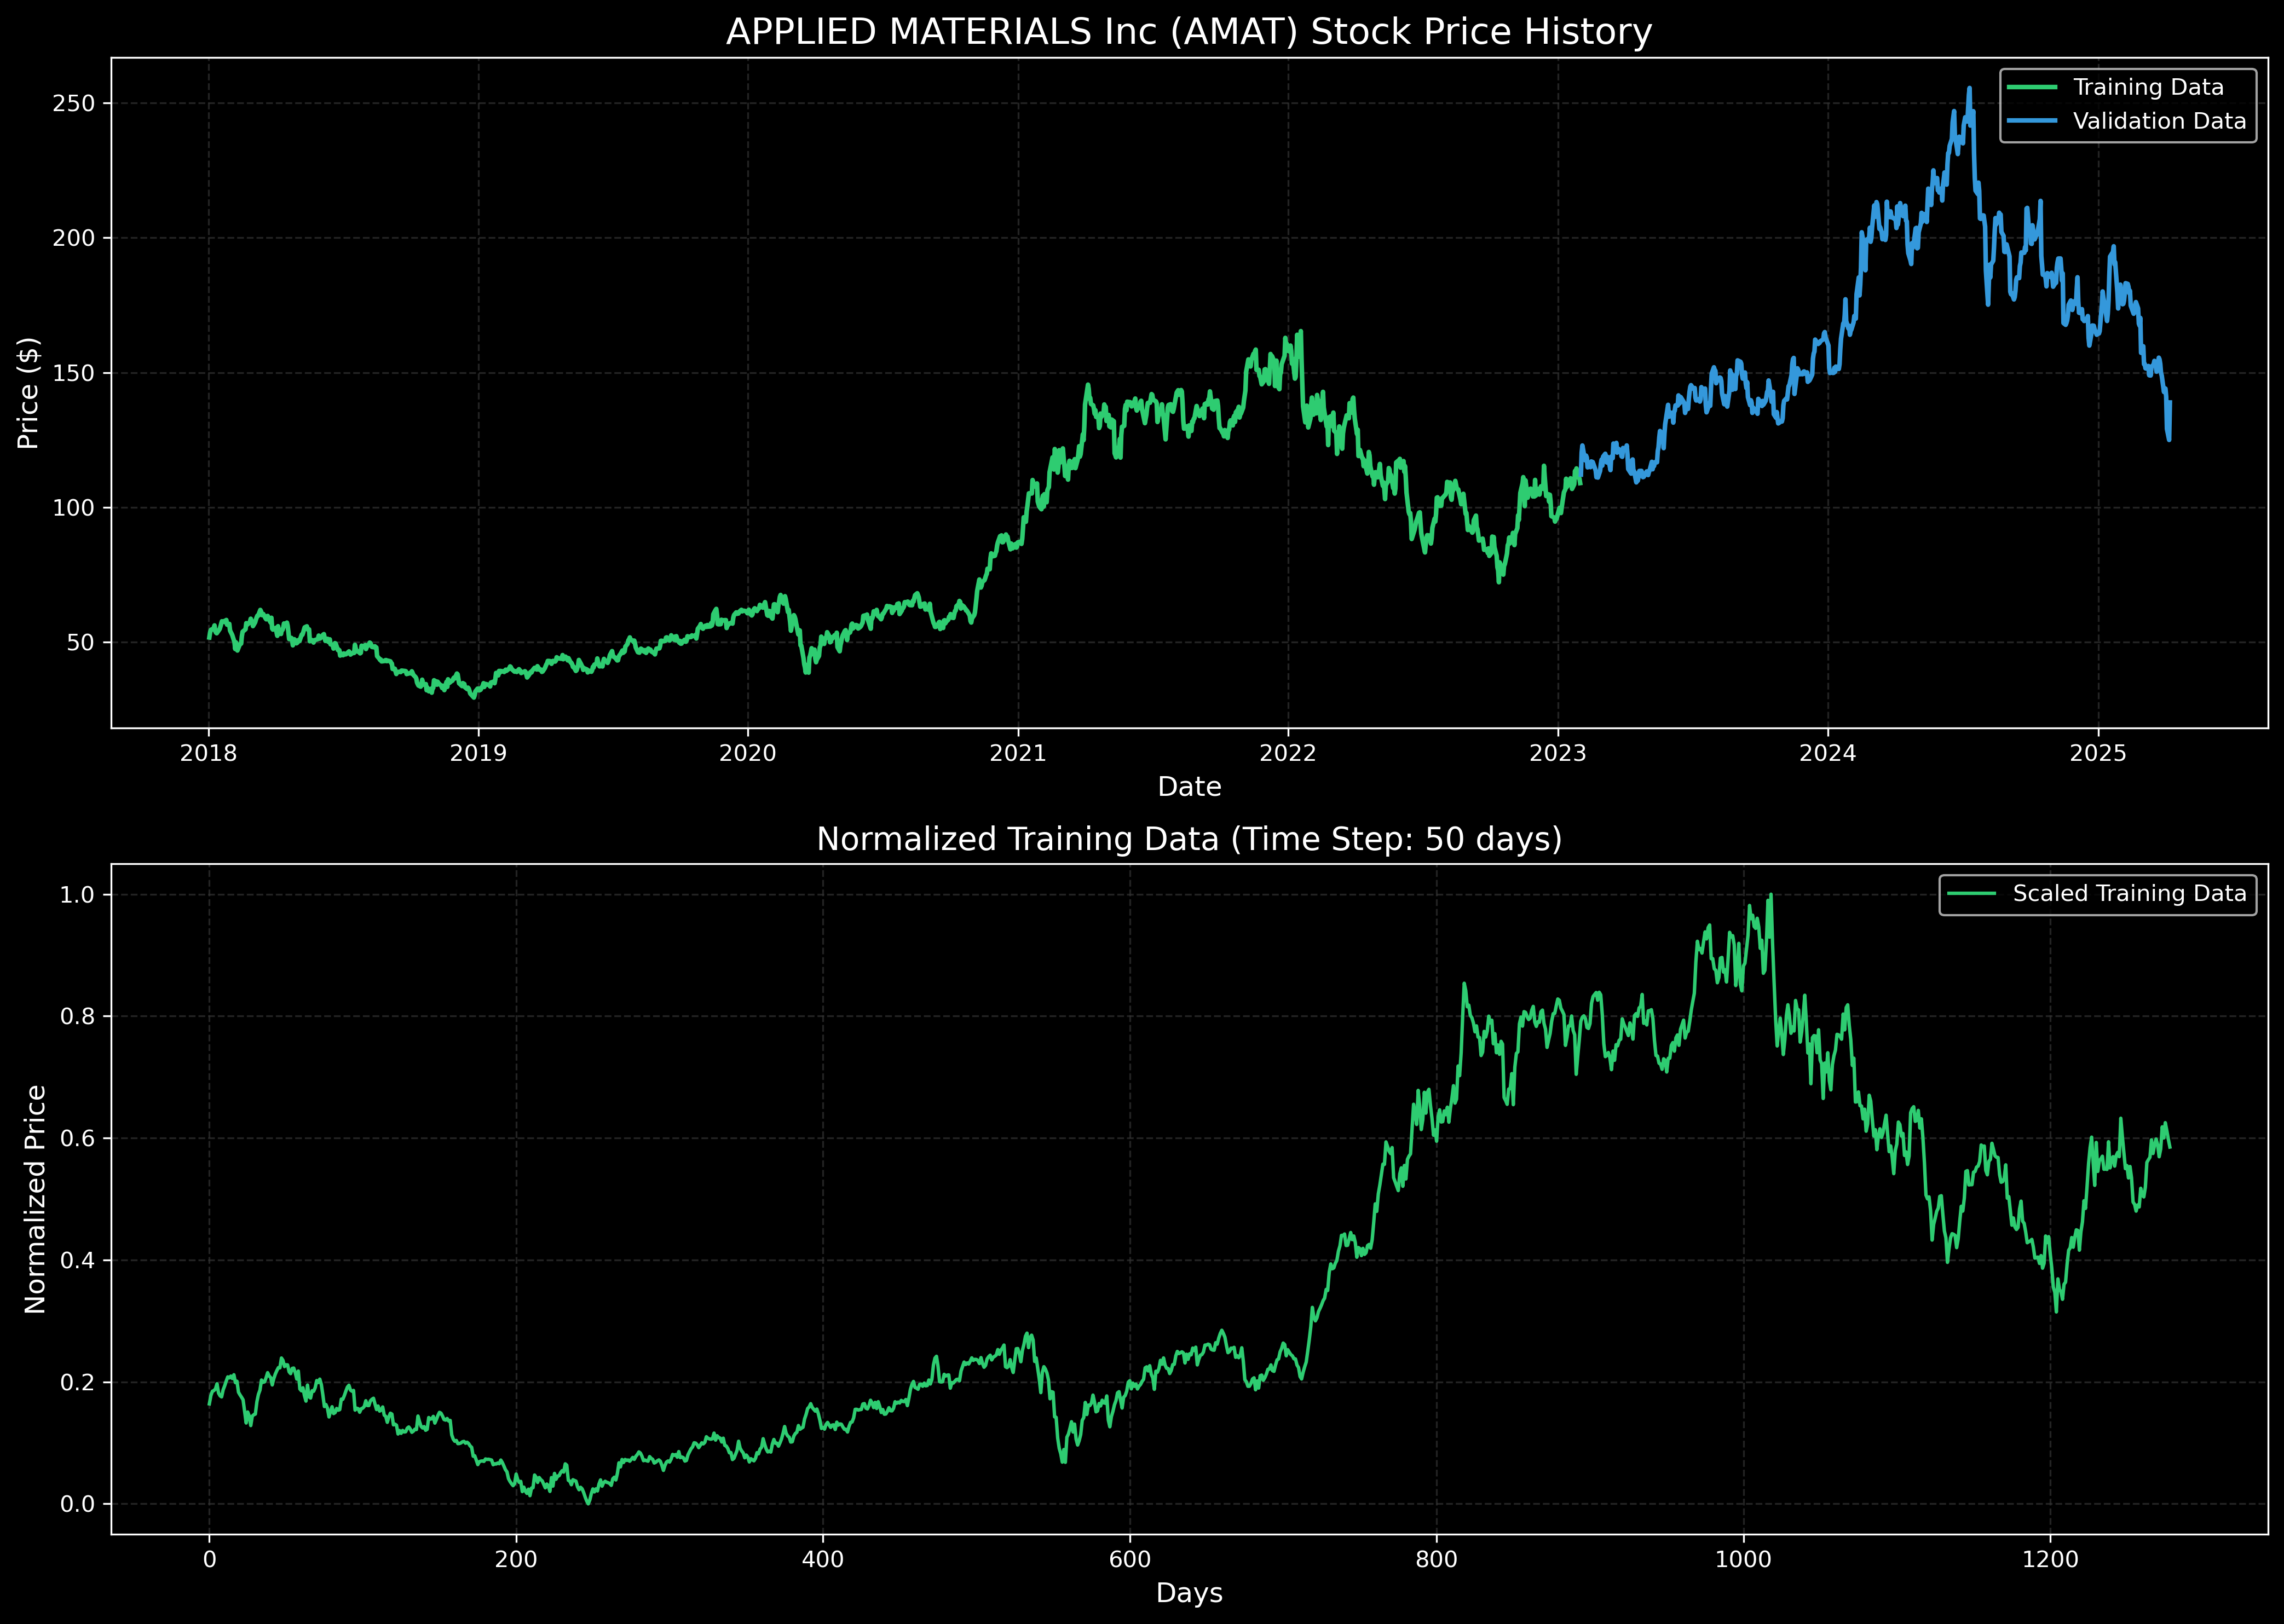 APPLIED MATERIALS Inc (AMAT) Stock Price History
Training Data
Validation Data
250
200
150
100
50
Price ($)
2018 2019 2020 2021 2022 2023 2024 2025
Date
Normalized Training Data (Time Step: 50 days)
Scaled Training Data
1.0
0.8
0.6
0.4
0.2
0.0
Normalized Price
0 200 400 600 800 1000 1200
Days